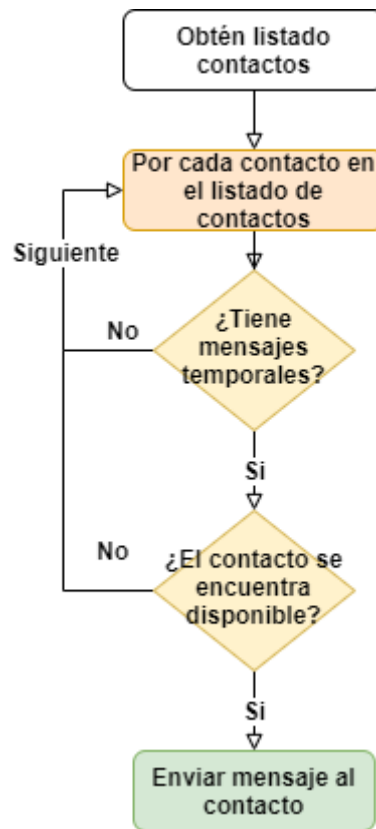 Obtén listado
contactos
Por cada contacto en
el listado de
contactos
Siguiente
No
¿Tiene
mensajes
temporales?
Si
No
¿El contacto se
encuentra
disponible?
Si
Enviar mensaje al
contacto